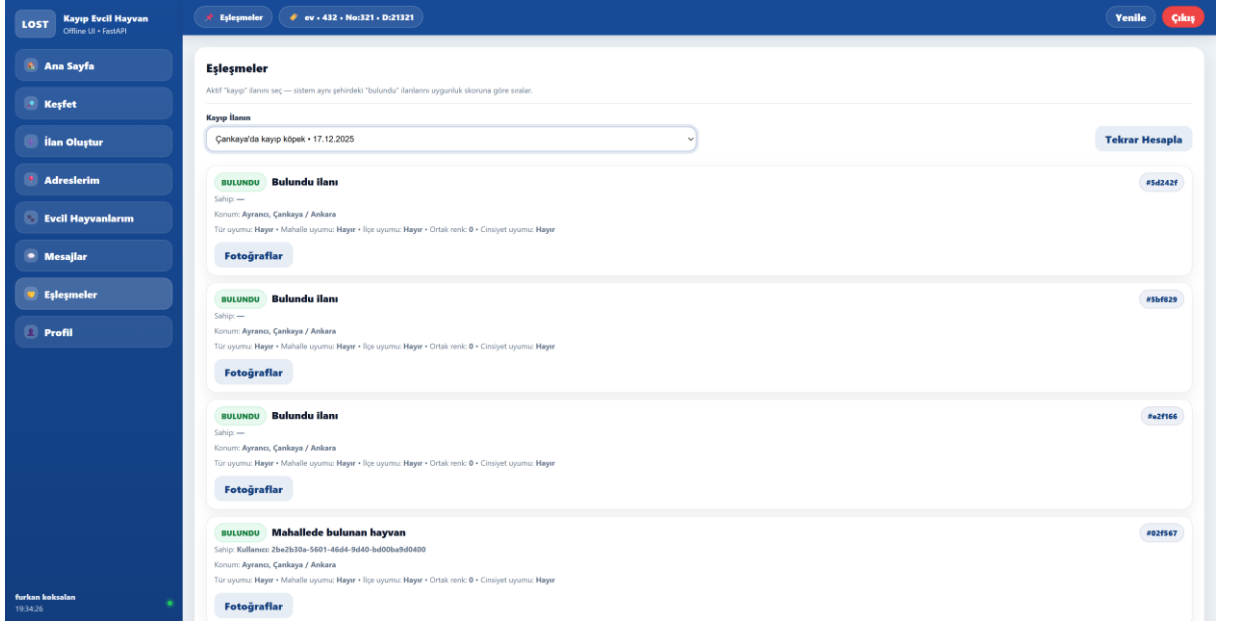 LOST
Kayıp Evcil Hayvan
Offline UI • FastAPI
Ana Sayfa
Keşfet
İlan Oluştur
Adreslerim
Evcil Hayvanlarım
Mesajlar
Eşleşmeler
Profil
furkan koksalan
19:34:26
Eşleşmeler
ev • 432 • No:321 • D:21321
Yenile
Çıkış
Eşleşmeler
Aktif "kayıp" ilanını seç — sistem aynı şehirdeki "bulundu" ilanlarını uygunluk skoruna göre sıralar.
Kayıp İlanın
Çankaya'da kayıp köpek • 17.12.2025
Tekrar Hesapla
BULUNDU Bulundu ilanı #5d242f
Sahip: —
Konum: Ayrancı, Çankaya / Ankara
Tür uyumu: Hayır • Mahalle uyumu: Hayır • İlçe uyumu: Hayır • Ortak renk: 0 • Cinsiyet uyumu: Hayır
Fotoğraflar
BULUNDU Bulundu ilanı #5bf829
Sahip: —
Konum: Ayrancı, Çankaya / Ankara
Tür uyumu: Hayır • Mahalle uyumu: Hayır • İlçe uyumu: Hayır • Ortak renk: 0 • Cinsiyet uyumu: Hayır
Fotoğraflar
BULUNDU Bulundu ilanı #e2f166
Sahip: —
Konum: Ayrancı, Çankaya / Ankara
Tür uyumu: Hayır • Mahalle uyumu: Hayır • İlçe uyumu: Hayır • Ortak renk: 0 • Cinsiyet uyumu: Hayır
Fotoğraflar
BULUNDU Mahallede bulunan hayvan #02f567
Sahip: Kullanıcı: 2be2b30a-5601-46d4-9d40-bd00ba9d0400
Konum: Ayrancı, Çankaya / Ankara
Tür uyumu: Hayır • Mahalle uyumu: Hayır • İlçe uyumu: Hayır • Ortak renk: 0 • Cinsiyet uyumu: Hayır
Fotoğraflar